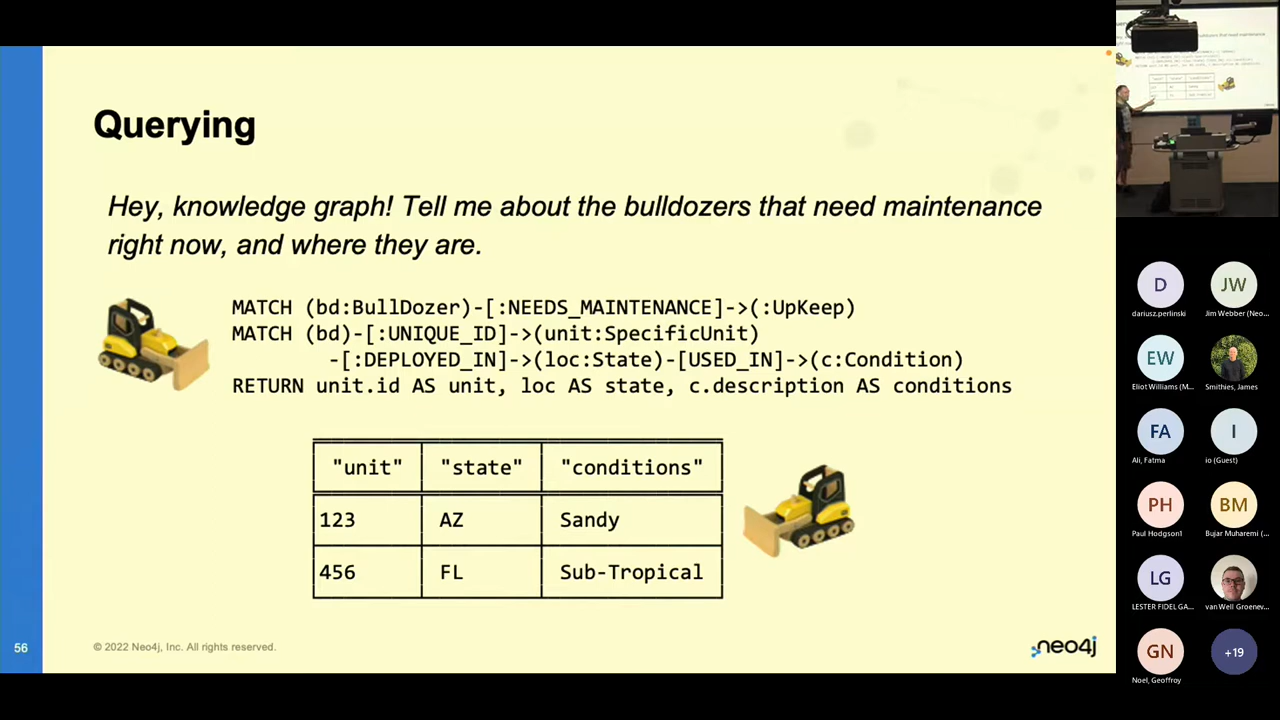 Querying
Hey, knowledge graph! Tell me about the bulldozers that need maintenance
right now, and where they are.
MATCH (bd:BullDozer)-[:NEEDS_MAINTENANCE]->(:UpKeep)
MATCH (bd)-[:UNIQUE_ID]->(unit:SpecificUnit)
-[:DEPLOYED_IN]->(loc:State)-[USED_IN]->(c:Condition)
RETURN unit.id AS unit, loc AS state, c.description AS conditions
"unit" "state" "conditions"
123 AZ Sandy
456 FL Sub-Tropical
56 © 2022 Neo4j, Inc. All rights reserved. neo4j
D JW
dariusz.perlinski Jim Webber (Neo...
EW
Eliot Williams (M... Smithies, James
FA I
Ali, Fatma io (Guest)
PH BM
Paul Hodgson1 Bujar Muharemi (...
LG
LESTER FIDEL GA... van Well Groenev...
GN +19
Noel, Geoffroy